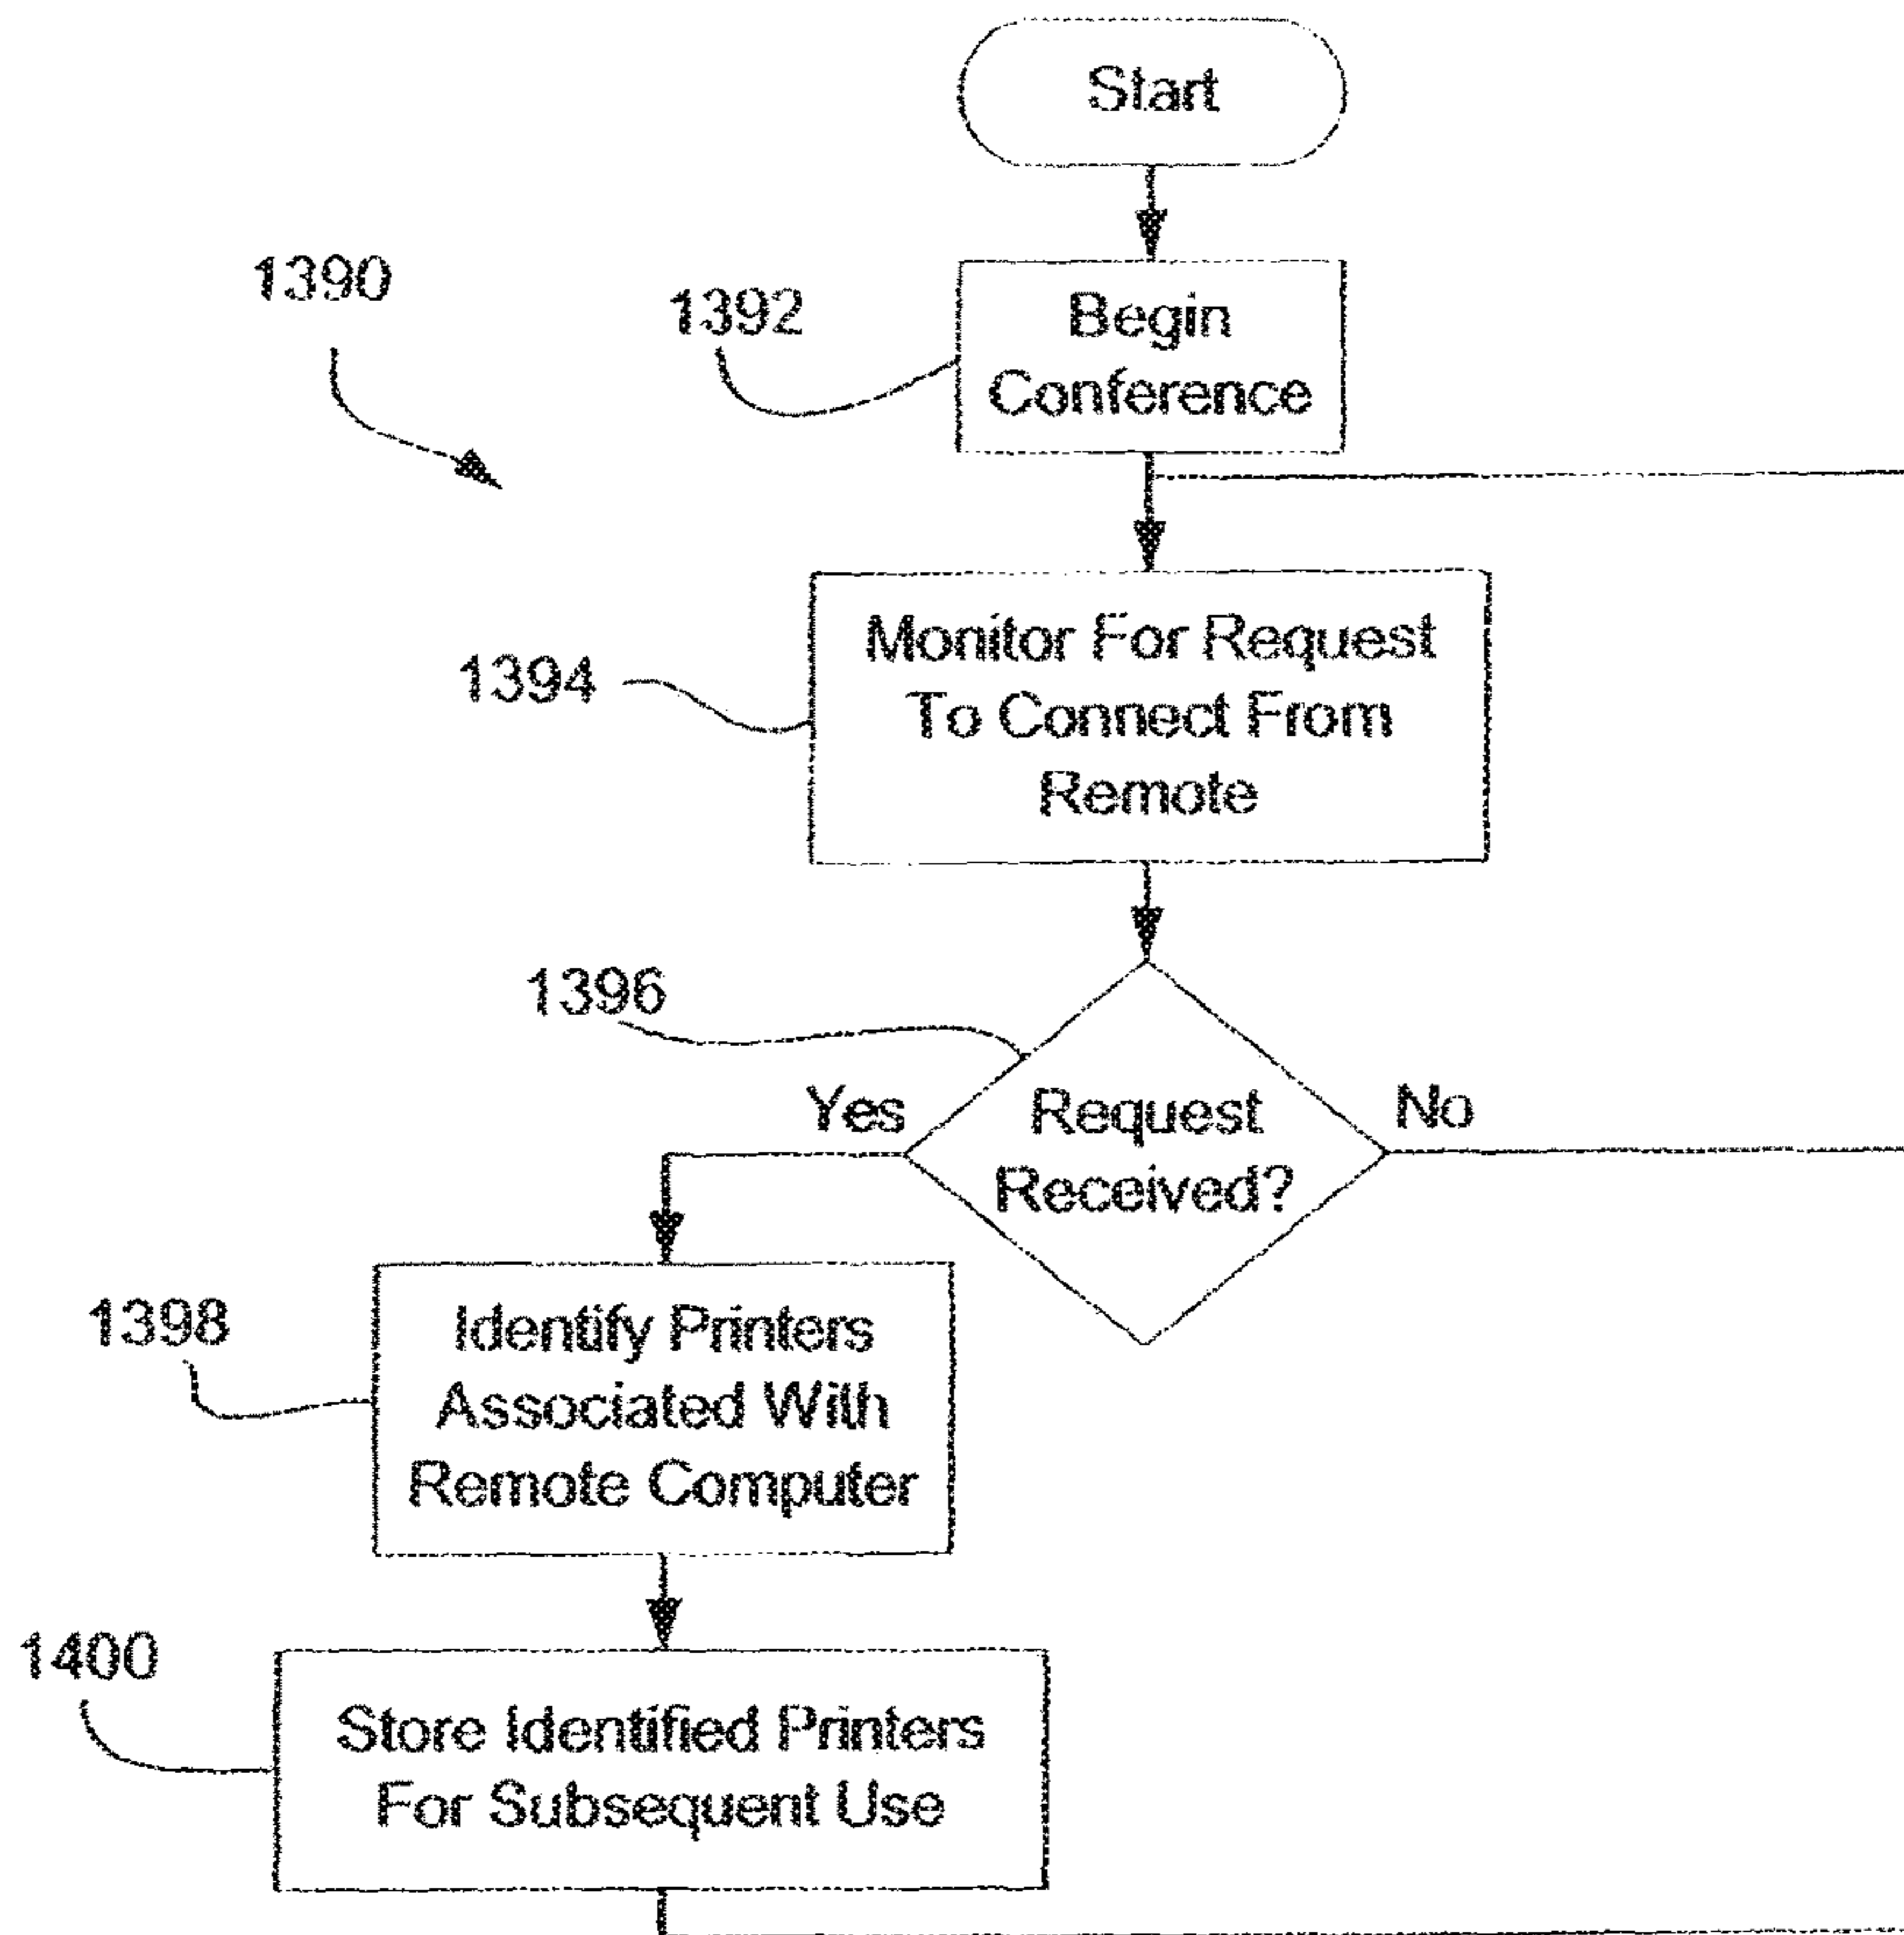 Start
1390
1392
Begin
Conference
1394
Monitor For Request
To Connect From
Remote
1396
Yes
Request
Received?
No
1398
Identify Printers
Associated With
Remote Computer
1400
Store Identified Printers
For Subsequent Use